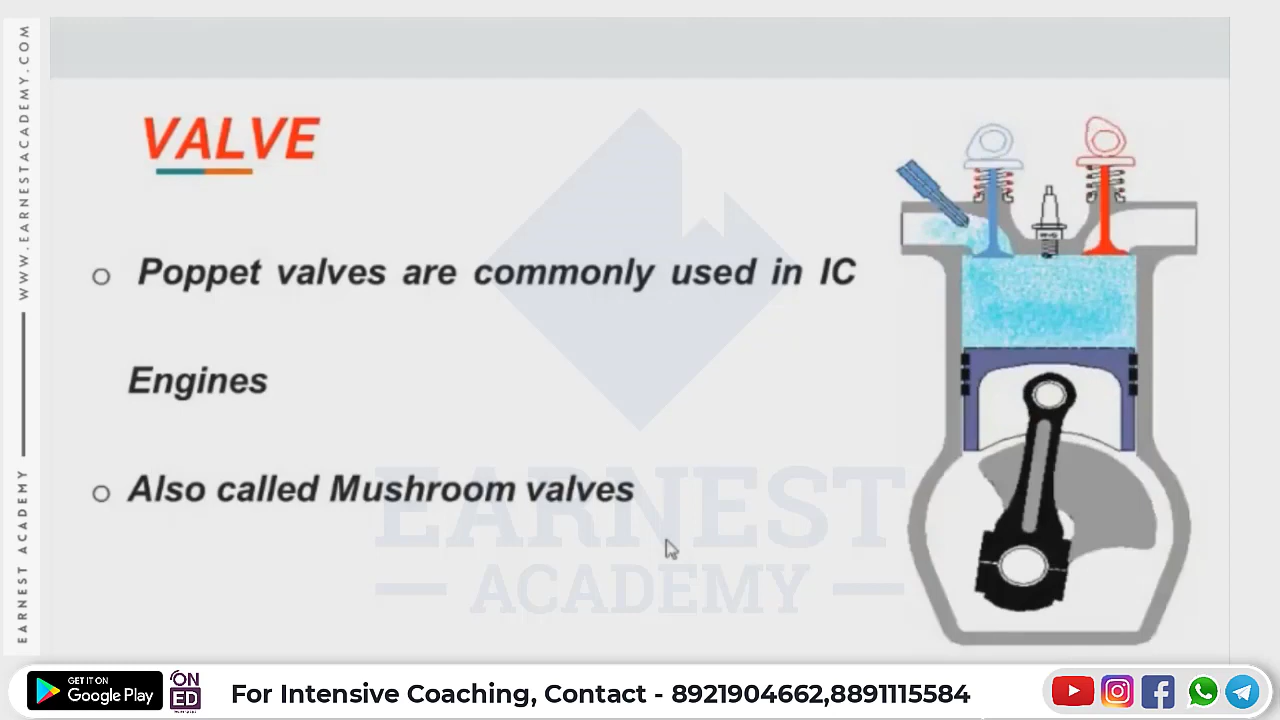 VALVE
Poppet valves are commonly used in IC
Engines
Also called Mushroom valves
EARNEST
ACADEMY
EARNEST ACADEMY
WWW.EARNESTACADEMY.COM
GET IT ON
Google Play
ON
ED
For Intensive Coaching, Contact - 8921904662,8891115584